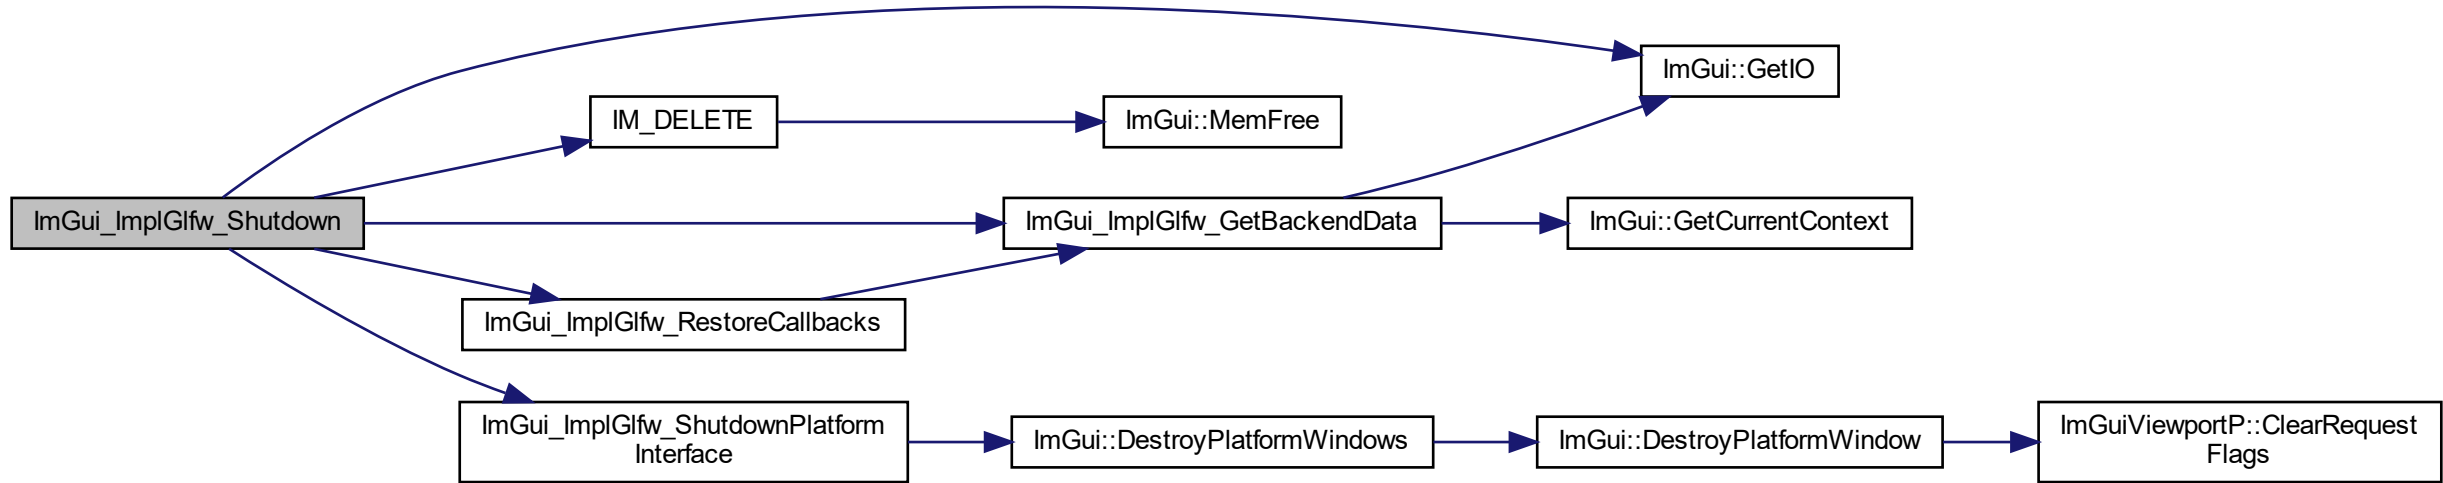 ImGui::GetIO
IM_DELETE
ImGui::MemFree
ImGui_ImplGlfw_Shutdown
ImGui_ImplGlfw_GetBackendData
ImGui::GetCurrentContext
ImGui_ImplGlfw_RestoreCallbacks
ImGui_ImplGlfw_ShutdownPlatform
Interface
ImGui::DestroyPlatformWindows
ImGui::DestroyPlatformWindow
ImGuiViewportP::ClearRequest
Flags